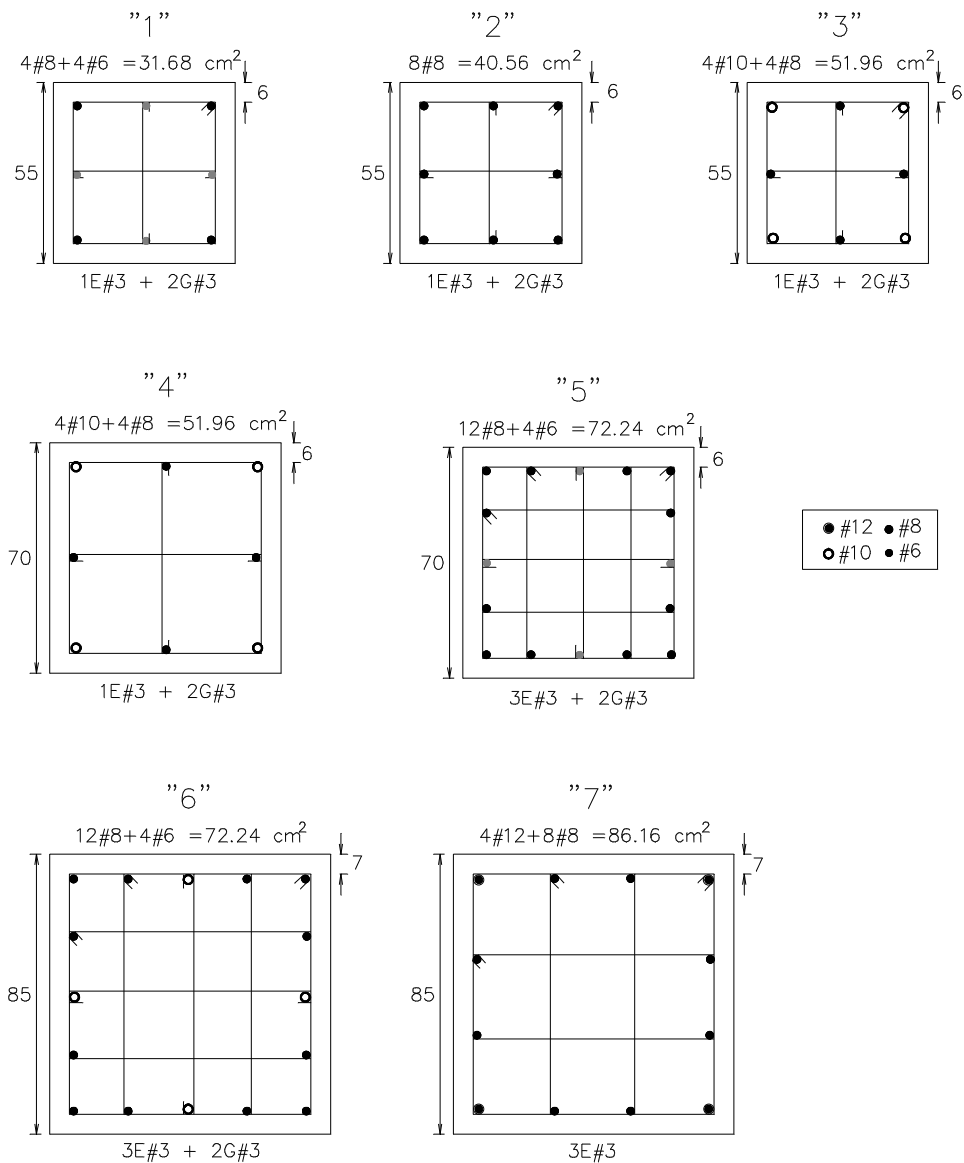 "1"
4#8+4#6 =31.68 cm²
6
55
1E#3 + 2G#3
"2"
8#8 =40.56 cm²
6
55
1E#3 + 2G#3
"3"
4#10+4#8 =51.96 cm²
6
55
1E#3 + 2G#3
"4"
4#10+4#8 =51.96 cm²
6
70
1E#3 + 2G#3
"5"
12#8+4#6 =72.24 cm²
6
70
3E#3 + 2G#3
#12 #8
#10 #6
"6"
12#8+4#6 =72.24 cm²
7
85
3E#3 + 2G#3
"7"
4#12+8#8 =86.16 cm²
7
85
3E#3